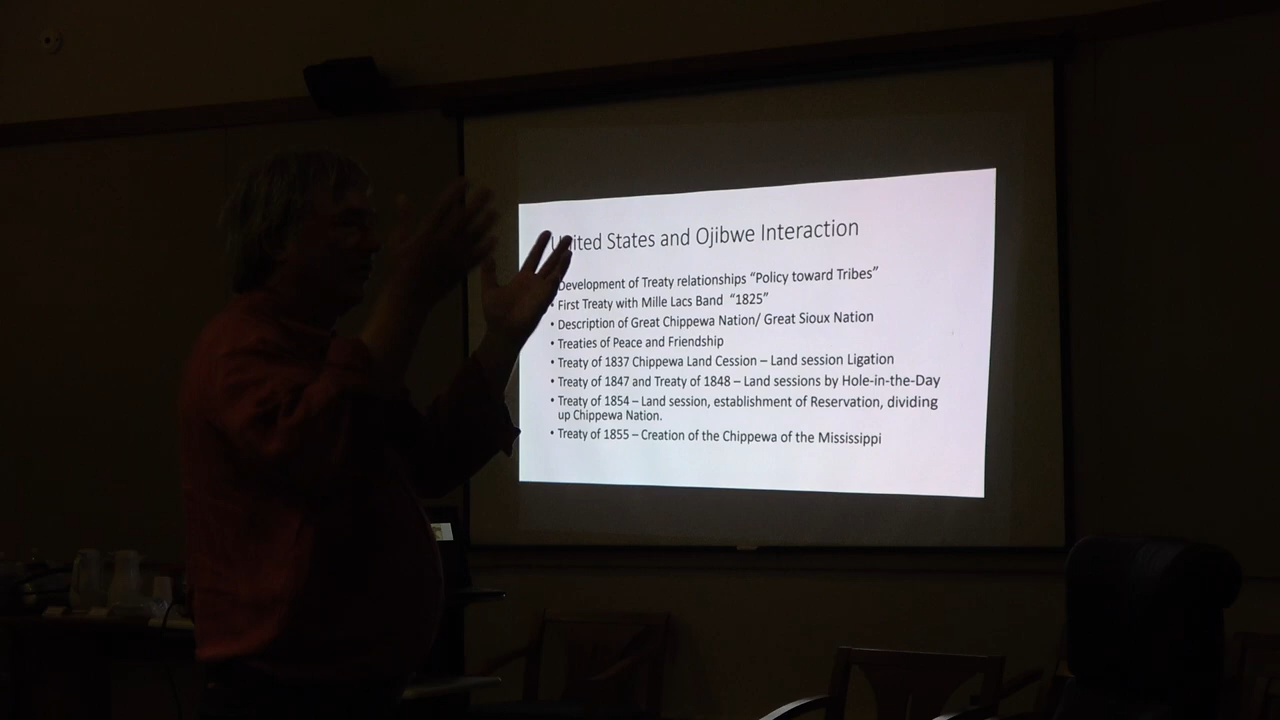 United States and Ojibwe Interaction
Development of Treaty relationships “Policy toward Tribes”
• First Treaty with Mille Lacs Band “1825”
• Description of Great Chippewa Nation/ Great Sioux Nation
• Treaties of Peace and Friendship
• Treaty of 1837 Chippewa Land Cession – Land session Ligation
• Treaty of 1847 and Treaty of 1848 – Land sessions by Hole-in-the-Day
• Treaty of 1854 – Land session, establishment of Reservation, dividing
up Chippewa Nation.
• Treaty of 1855 – Creation of the Chippewa of the Mississippi